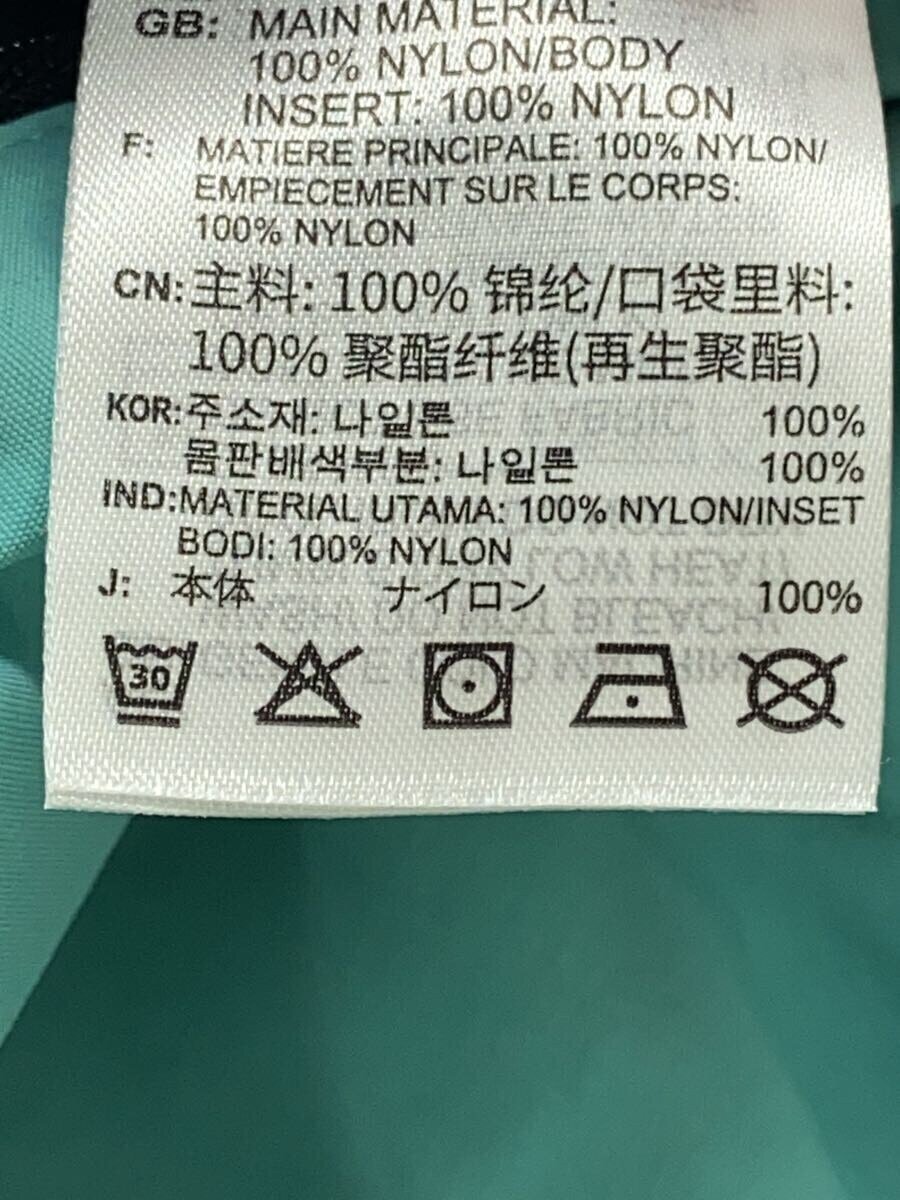 GB: MAIN MATERIAL:
100% NYLON/BODY
INSERT: 100% NYLON
F: MATIERE PRINCIPALE: 100% NYLON/
EMPIECEMENT SUR LE CORPS:
100% NYLON
CN: 主料: 100% 锦纶/口袋里料:
100% 聚酯纤维(再生聚酯)
KOR: 주소재: 나일론 100%
몸판배색부분: 나일론 100%
IND: MATERIAL UTAMA: 100% NYLON/INSET
BODI: 100% NYLON
J: 本体 ナイロン 100%
30